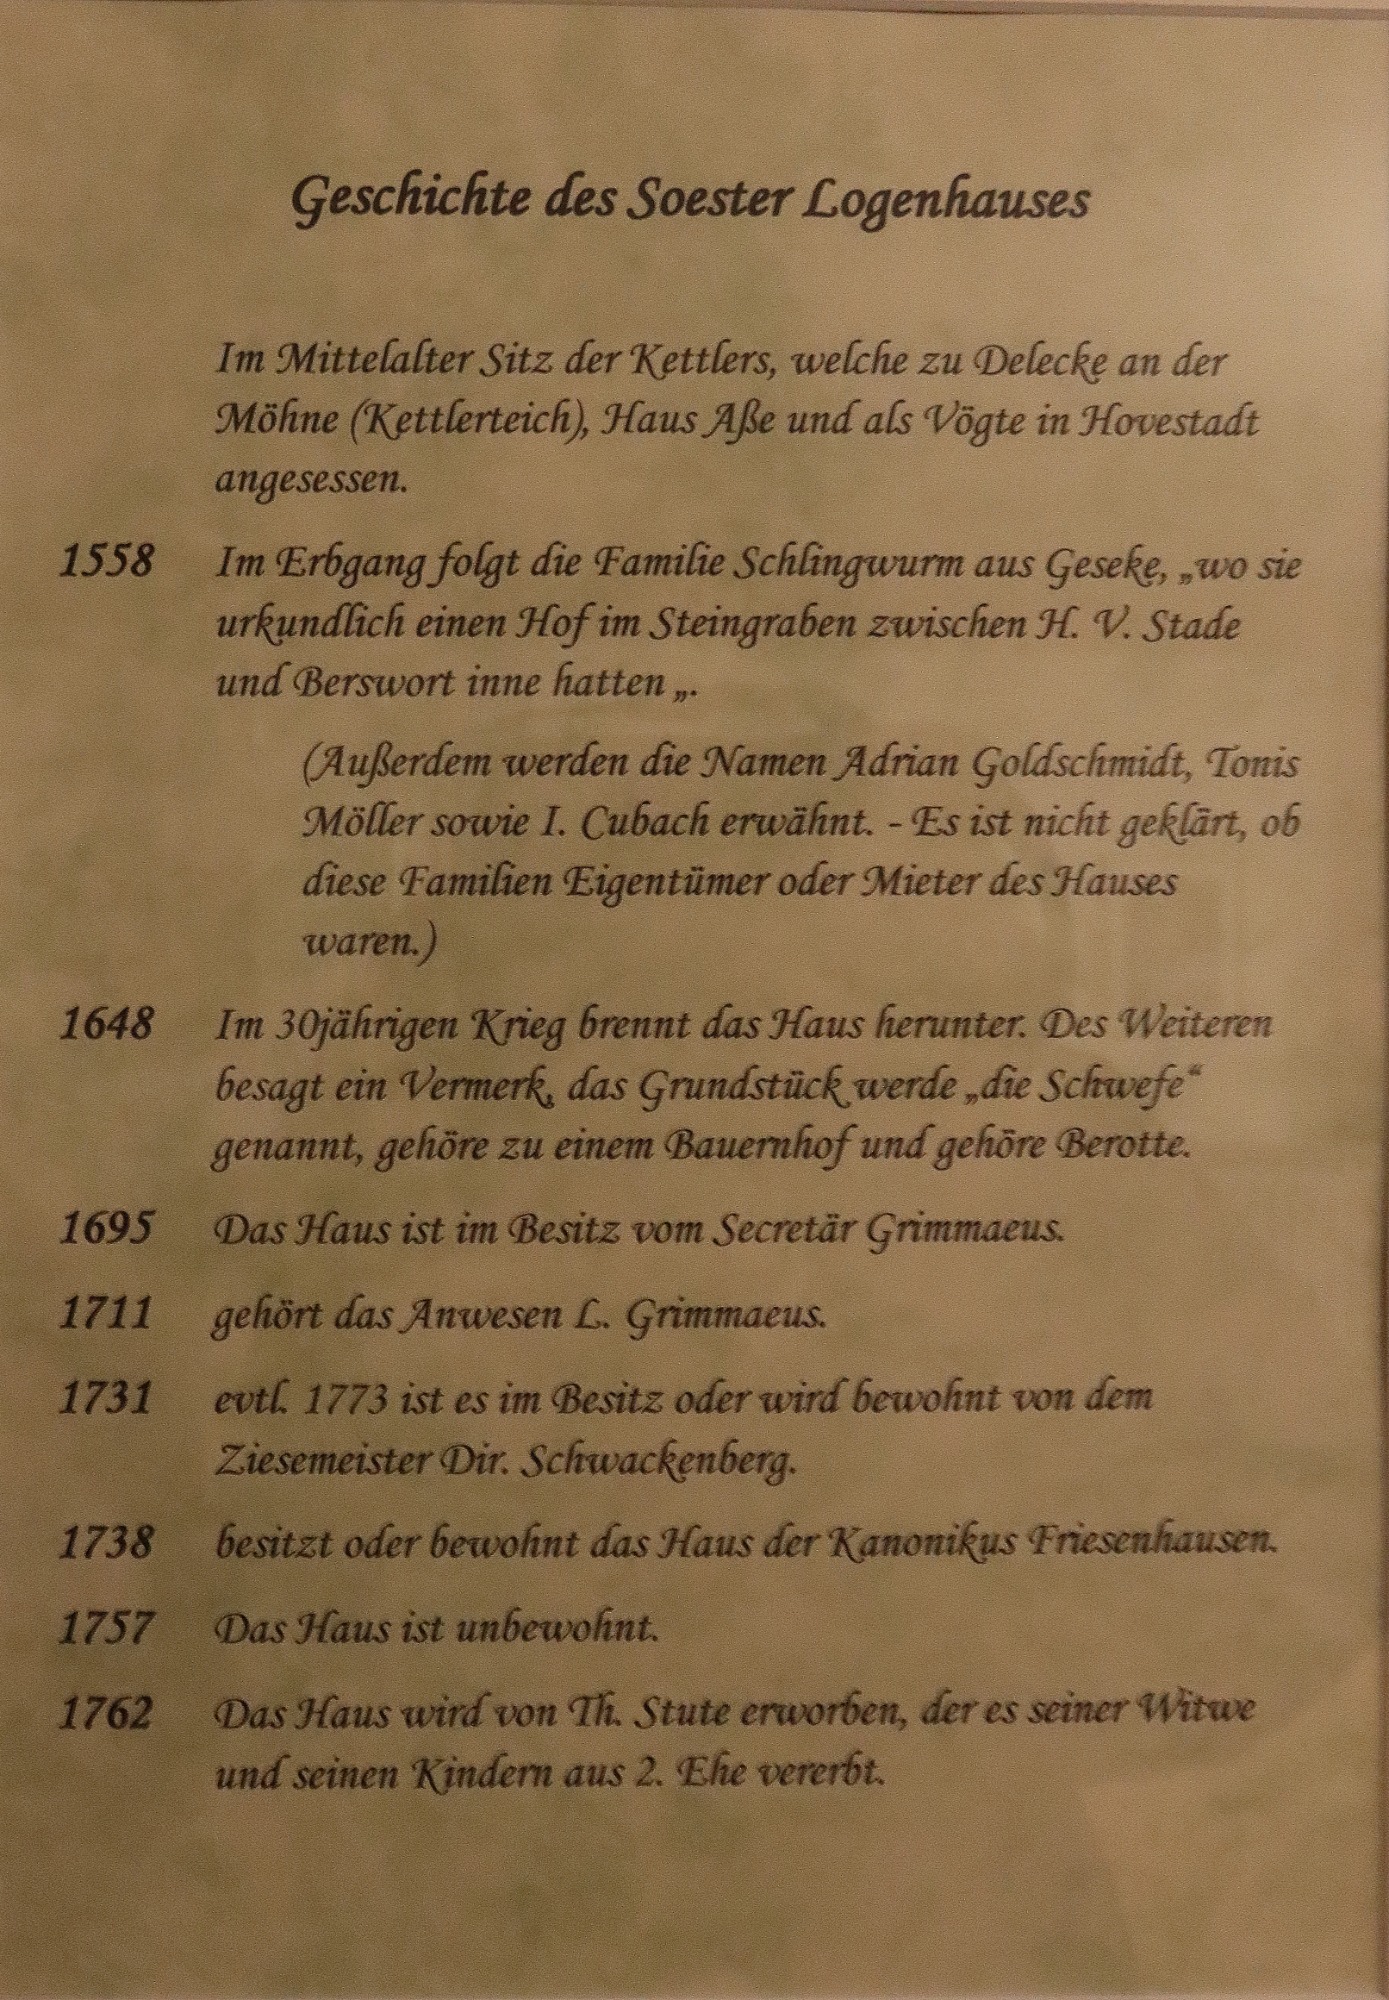 Geschichte des Soester Logenhauses
Im Mittelalter Sitz der Kettlers, welche zu Delecke an der
Möhne (Kettlerteich), Haus Aße und als Vögte in Hovestadt
angesessen.
1558 Im Erbgang folgt die Familie Schlingwurm aus Geseke, „wo sie
urkundlich einen Hof im Steingraben zwischen H. V. Stade
und Berswort inne hatten „.
(Außerdem werden die Namen Adrian Goldschmidt, Tonis
Möller sowie I. Cubach erwähnt. - Es ist nicht geklärt, ob
diese Familien Eigentümer oder Mieter des Hauses
waren.)
1648 Im 30jährigen Krieg brennt das Haus herunter. Des Weiteren
besagt ein Vermerk, das Grundstück werde „die Schwefe“
genannt, gehöre zu einem Bauernhof und gehöre Berotte.
1695 Das Haus ist im Besitz vom Secretär Grimmaeus.
1711 gehört das Anwesen L. Grimmaeus.
1731 evtl. 1773 ist es im Besitz oder wird bewohnt von dem
Ziesemeister Dir. Schwackenberg.
1738 besitzt oder bewohnt das Haus der Kanonikus Friesenhausen.
1757 Das Haus ist unbewohnt.
1762 Das Haus wird von Th. Stute erworben, der es seiner Witwe
und seinen Kindern aus 2. Ehe vererbt.